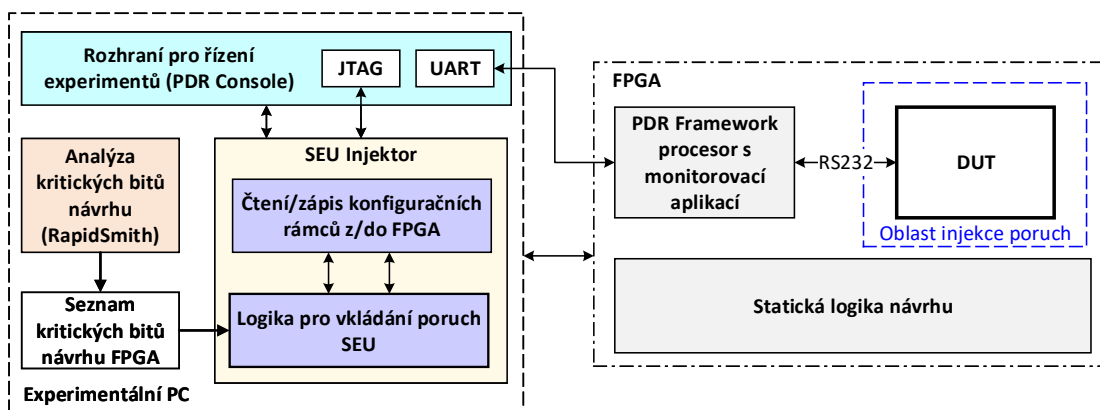 Rozhraní pro řízení
experimentů (PDR Console)
JTAG
UART
Analýza
kritických bitů
návrhu
(RapidSmith)
Seznam
kritických bitů
návrhu FPGA
SEU Injektor
Čtení/zápis konfiguračních
rámců z/do FPGA
Logika pro vkládání poruch
SEU
Experimentální PC
FPGA
PDR Framework
procesor s
monitorovací
aplikací
RS232
DUT
Oblast injekce poruch
Statická logika návrhu